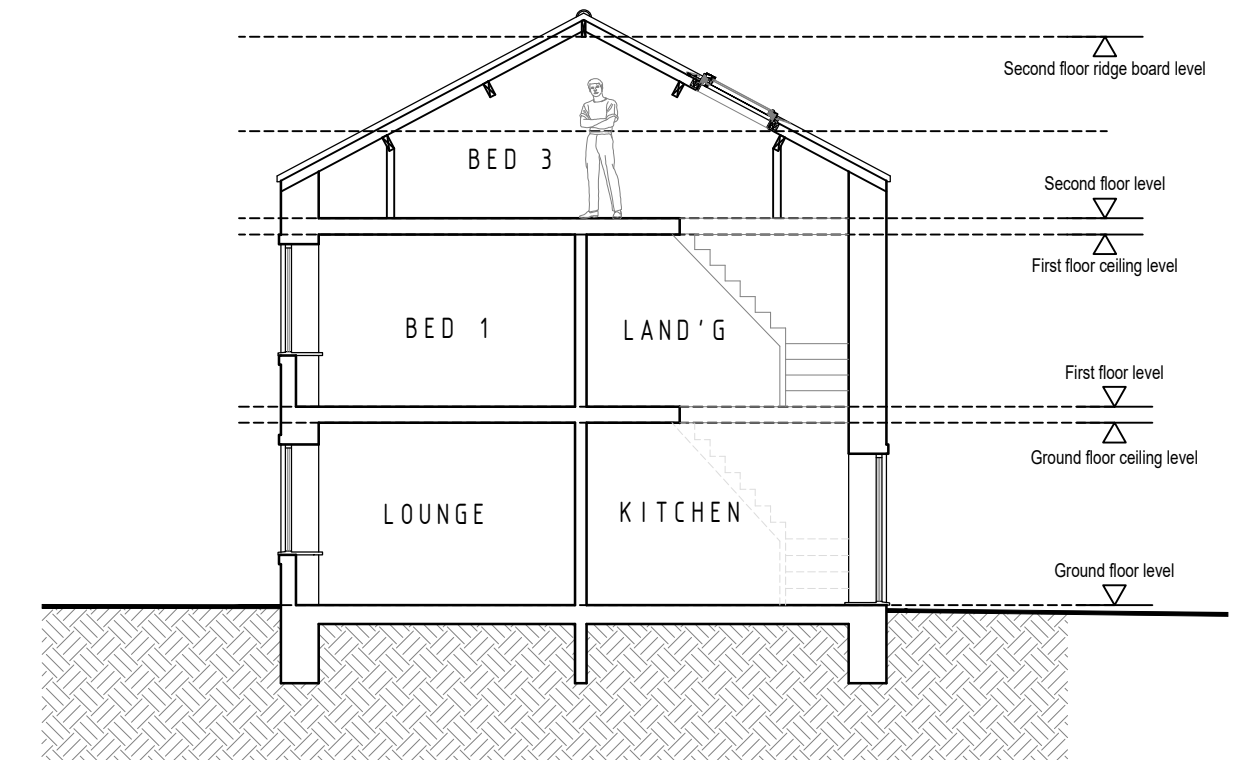 Second floor ridge board level
BED 3
Second floor level
First floor ceiling level
BED 1
LAND'G
First floor level
Ground floor ceiling level
LOUNGE
KITCHEN
Ground floor level